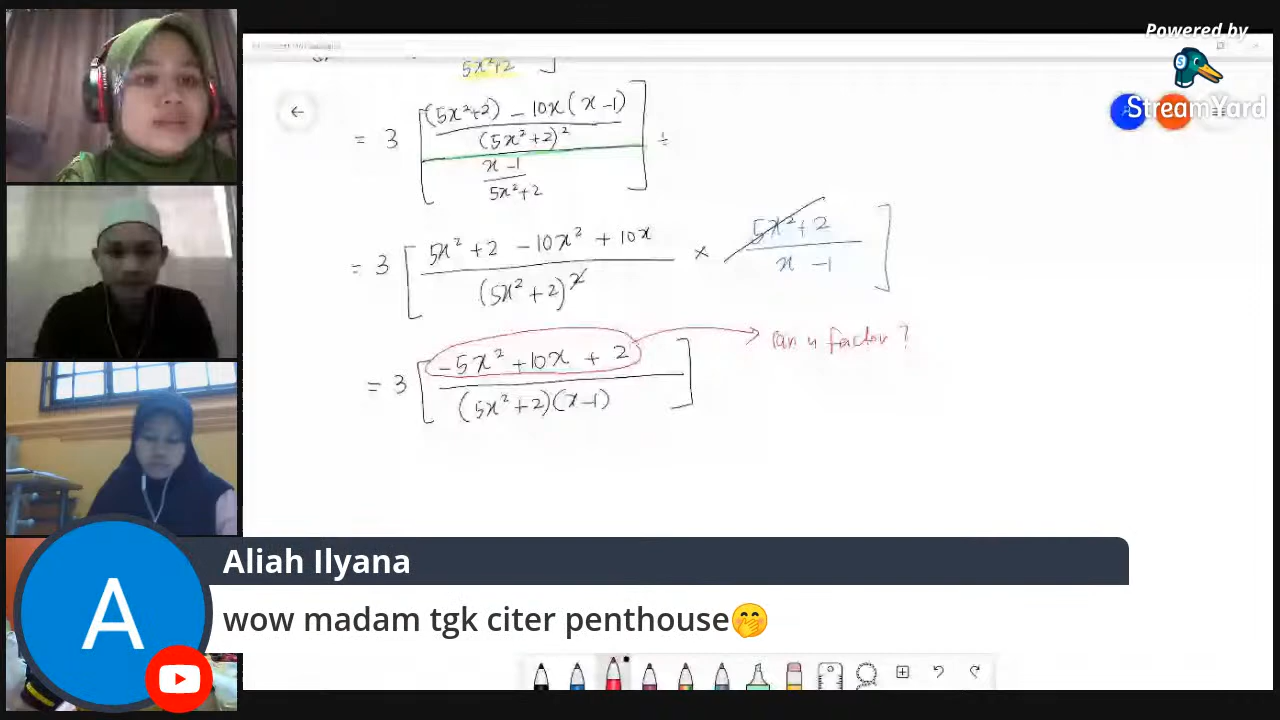 Powered by
StreamYard
5x²+2 ]
= 3 [ (5x²+2) − 10x(x−1)
(5x²+2)² ] ÷
x−1
5x²+2
= 3 [ 5x²+2 −10x² +10x × 5x²+2 ]
(5x²+2)² x −1
= 3 [ −5x²+10x + 2 ] → can u factor?
(5x²+2)(x−1)
Aliah Ilyana
A
wow madam tgk citer penthouse🤭